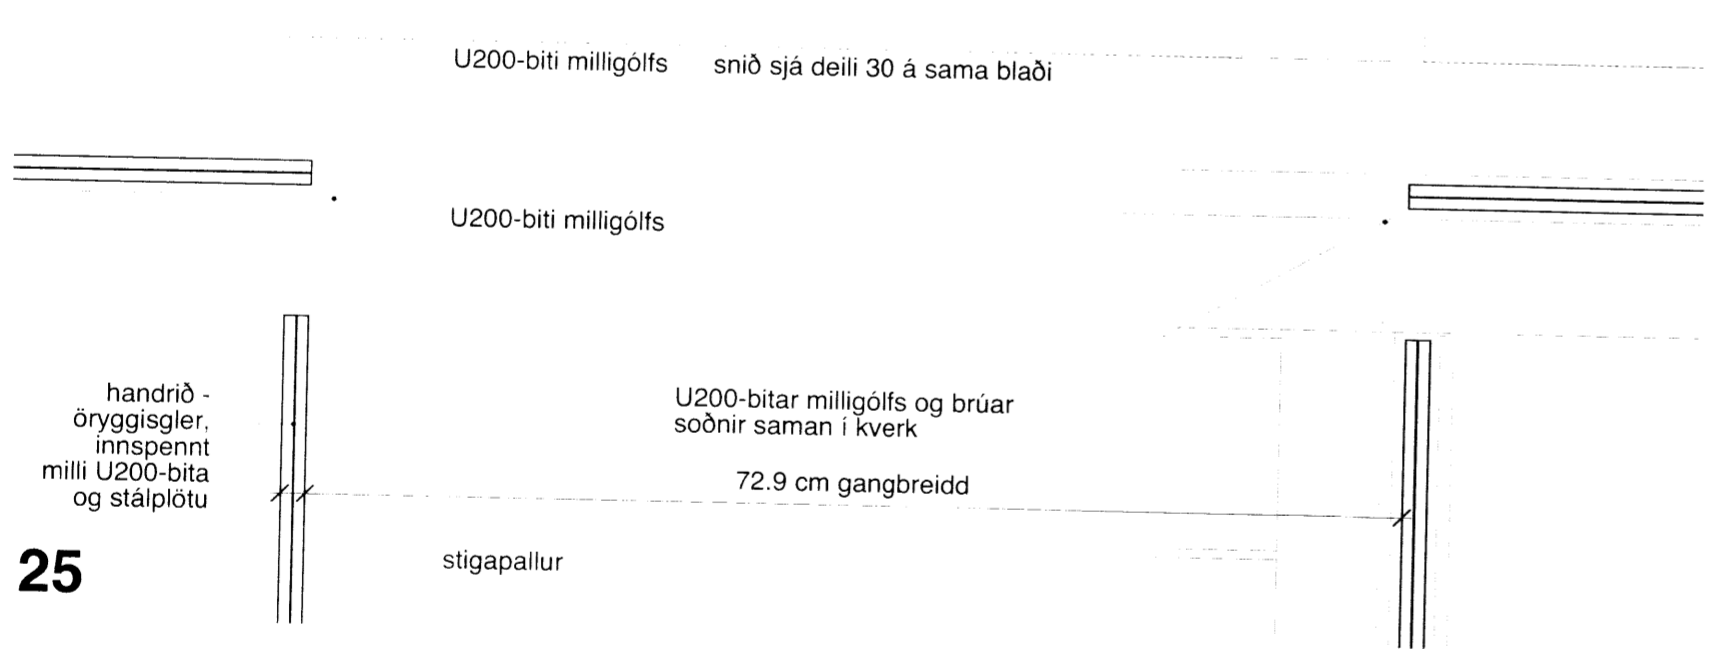 U200-biti milligólfs snið sjá deili 30 á sama blaði
U200-biti milligólfs
handrið -
öryggisgler,
innspennt
milli U200-bita
og stálplötu
U200-bitar milligólfs og brúar
soðnir saman í kverk
72.9 cm gangbreidd
25
stigapallur